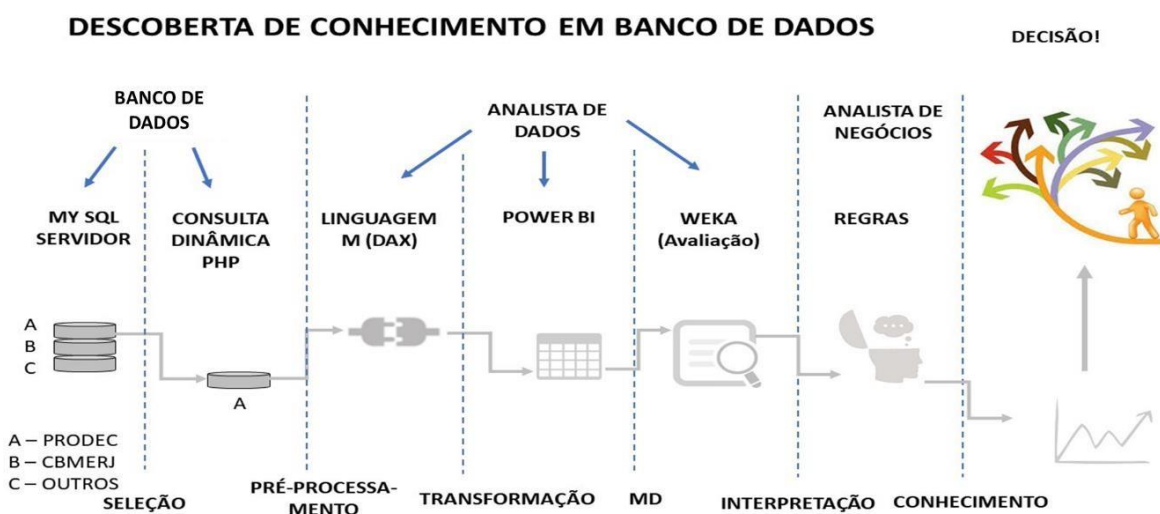 DESCOBERTA DE CONHECIMENTO EM BANCO DE DADOS
DECISÃO!
BANCO DE
DADOS
ANALISTA DE
DADOS
ANALISTA DE
NEGÓCIOS
MY SQL
SERVIDOR
CONSULTA
DINÂMICA
PHP
LINGUAGEM
M (DAX)
POWER BI
WEKA
(Avaliação)
REGRAS
A
B
C
A
A – PRODEC
B – CBMERJ
C – OUTROS
SELEÇÃO
PRÉ-PROCESSA-
MENTO
TRANSFORMAÇÃO
MD
INTERPRETAÇÃO
CONHECIMENTO